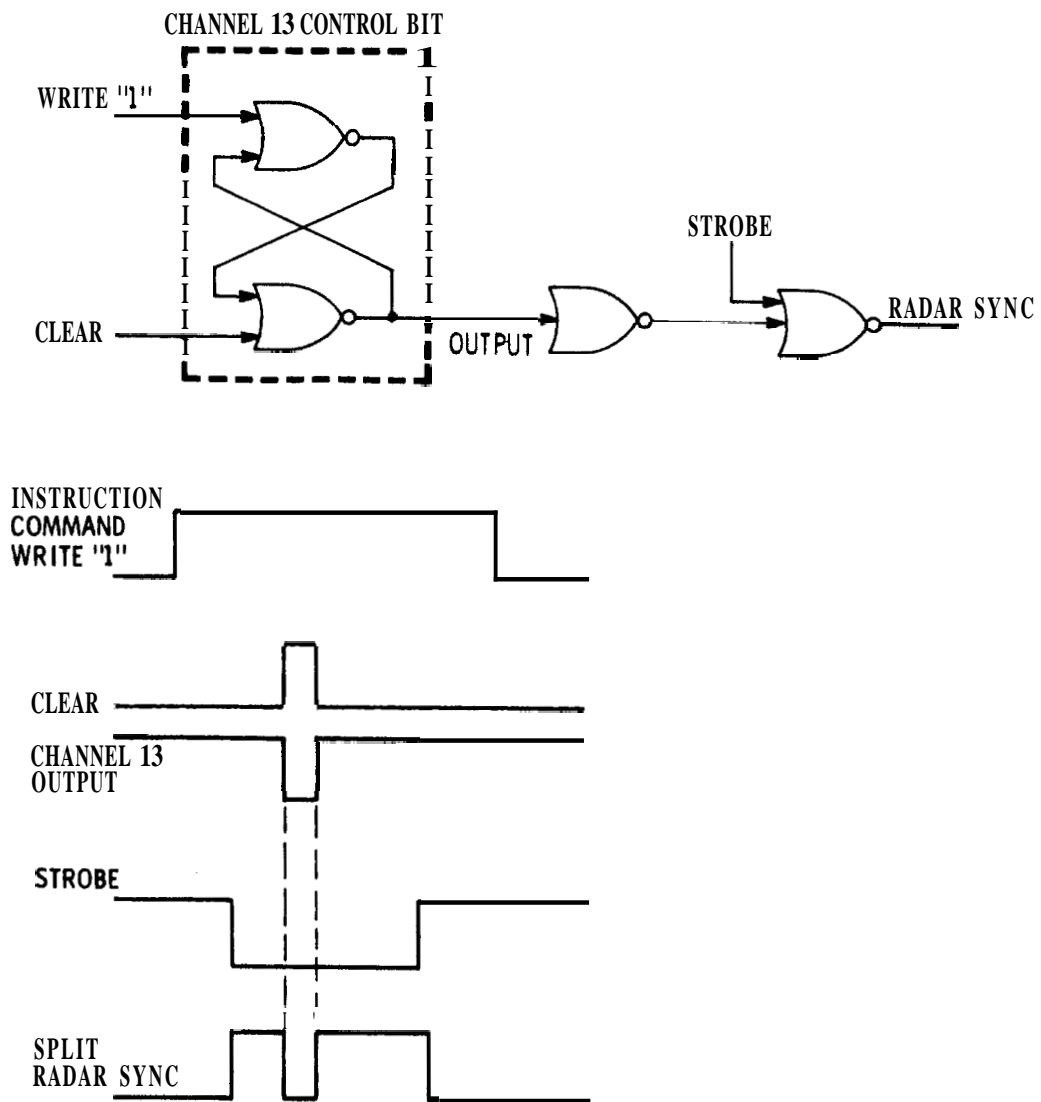 CHANNEL 13 CONTROL BIT
WRITE "1"
STROBE
RADAR SYNC
CLEAR
OUTPUT
INSTRUCTION
COMMAND
WRITE "1"
CLEAR
CHANNEL 13
OUTPUT
STROBE
SPLIT
RADAR SYNC